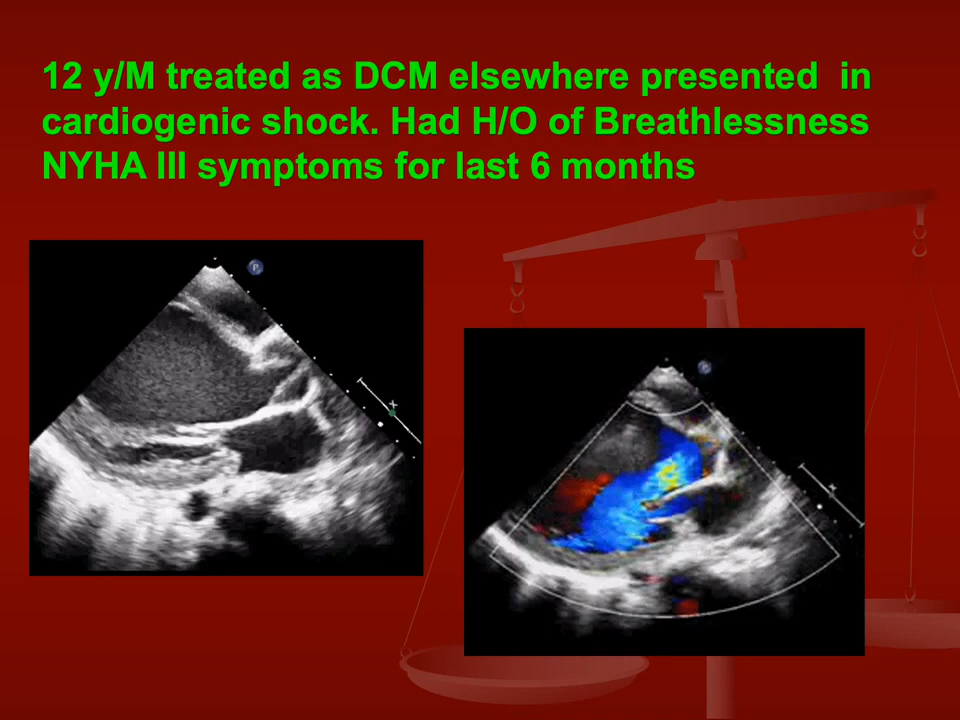 12 y/M treated as DCM elsewhere presented  in
cardiogenic shock. Had H/O of Breathlessness
NYHA III symptoms for last 6 months
P
P